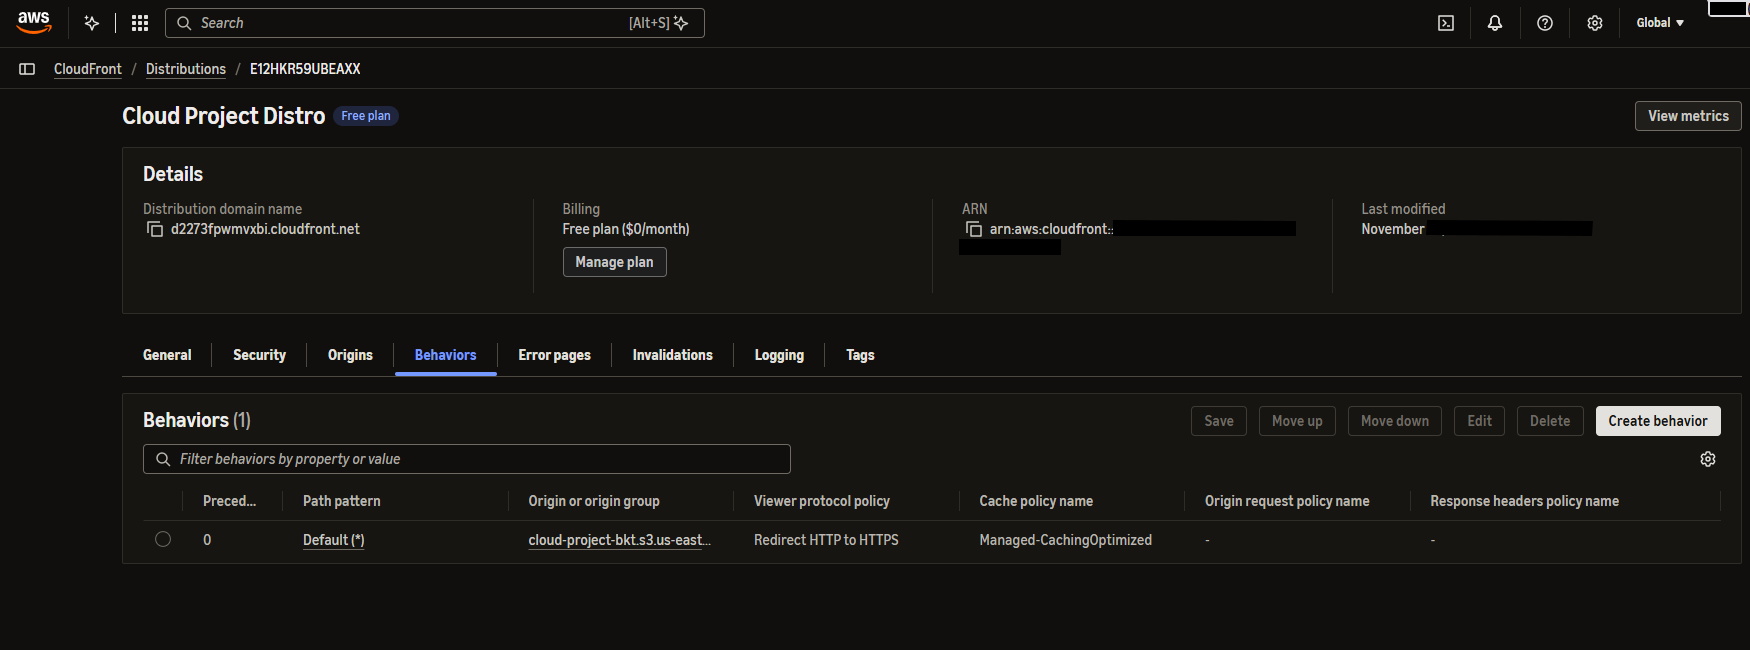 aws
Search [Alt+S]
Global
CloudFront / Distributions / E12HKR59UBEAXX
Cloud Project Distro Free plan
View metrics
Details
Distribution domain name Billing ARN Last modified
d2273fpwmvxbi.cloudfront.net Free plan ($0/month) arn:aws:cloudfront:: November
Manage plan
General Security Origins Behaviors Error pages Invalidations Logging Tags
Behaviors (1) Save Move up Move down Edit Delete Create behavior
Filter behaviors by property or value
Preced... Path pattern Origin or origin group Viewer protocol policy Cache policy name Origin request policy name Response headers policy name
0 Default (*) cloud-project-bkt.s3.us-east... Redirect HTTP to HTTPS Managed-CachingOptimized - -